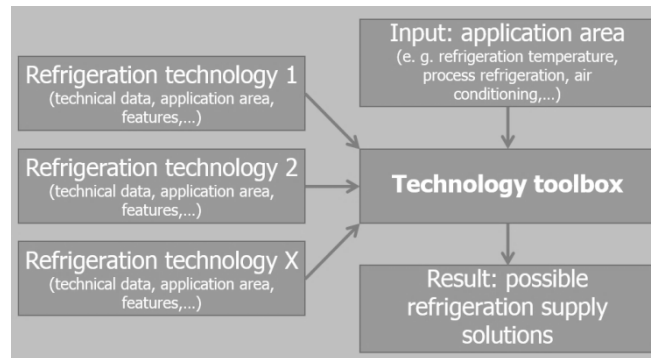 Refrigeration technology 1
(technical data, application area,
features,...)
Refrigeration technology 2
(technical data, application area,
features,...)
Refrigeration technology X
(technical data, application area,
features,...)
Input: application area
(e. g. refrigeration temperature,
process refrigeration, air
conditioning,...)
Technology toolbox
Result: possible
refrigeration supply
solutions